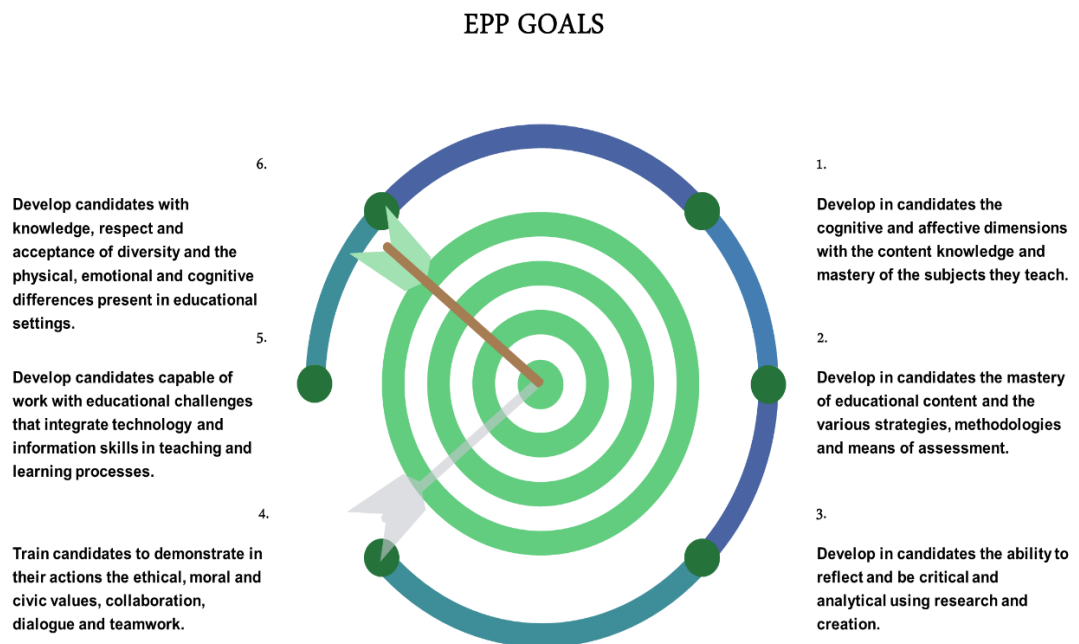 EPP GOALS
1.
Develop in candidates the
cognitive and affective dimensions
with the content knowledge and
mastery of the subjects they teach.
2.
Develop in candidates the mastery
of educational content and the
various strategies, methodologies
and means of assessment.
3.
Develop in candidates the ability to
reflect and be critical and
analytical using research and
creation.
4.
Train candidates to demonstrate in
their actions the ethical, moral and
civic values, collaboration,
dialogue and teamwork.
5.
Develop candidates capable of
work with educational challenges
that integrate technology and
information skills in teaching and
learning processes.
6.
Develop candidates with
knowledge, respect and
acceptance of diversity and the
physical, emotional and cognitive
differences present in educational
settings.